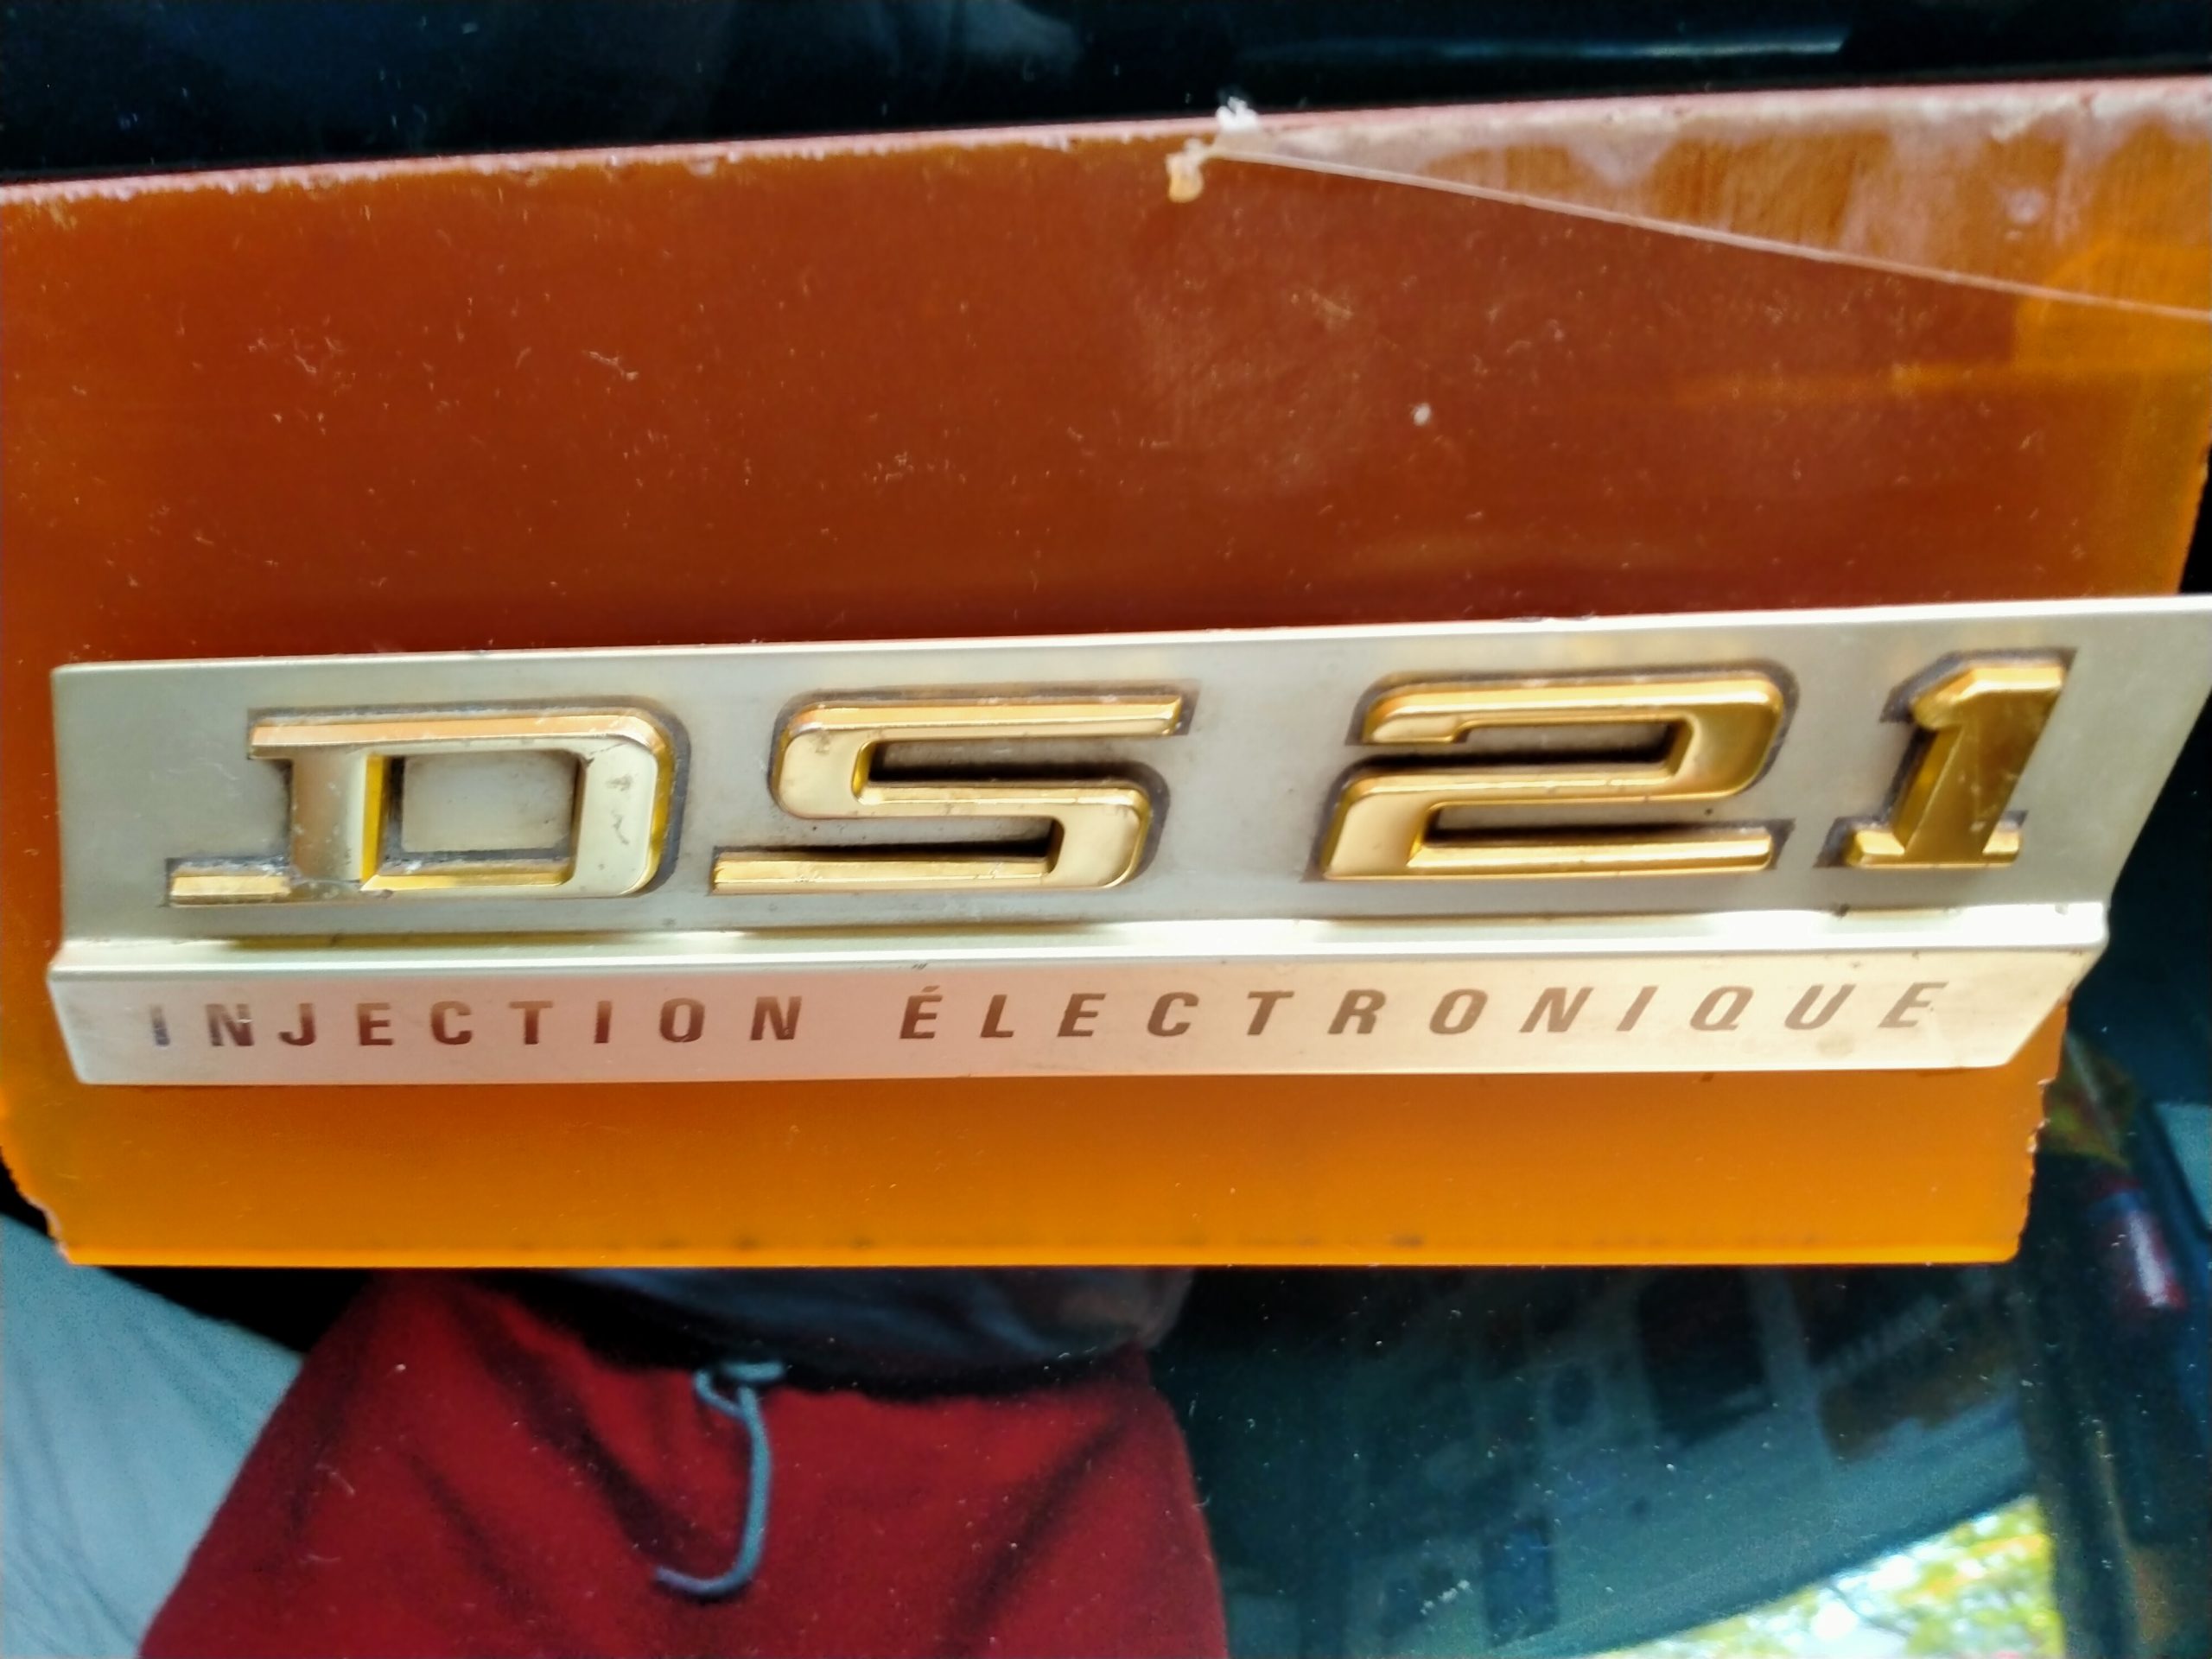 DS 21
INJECTION ÉLECTRONIQUE